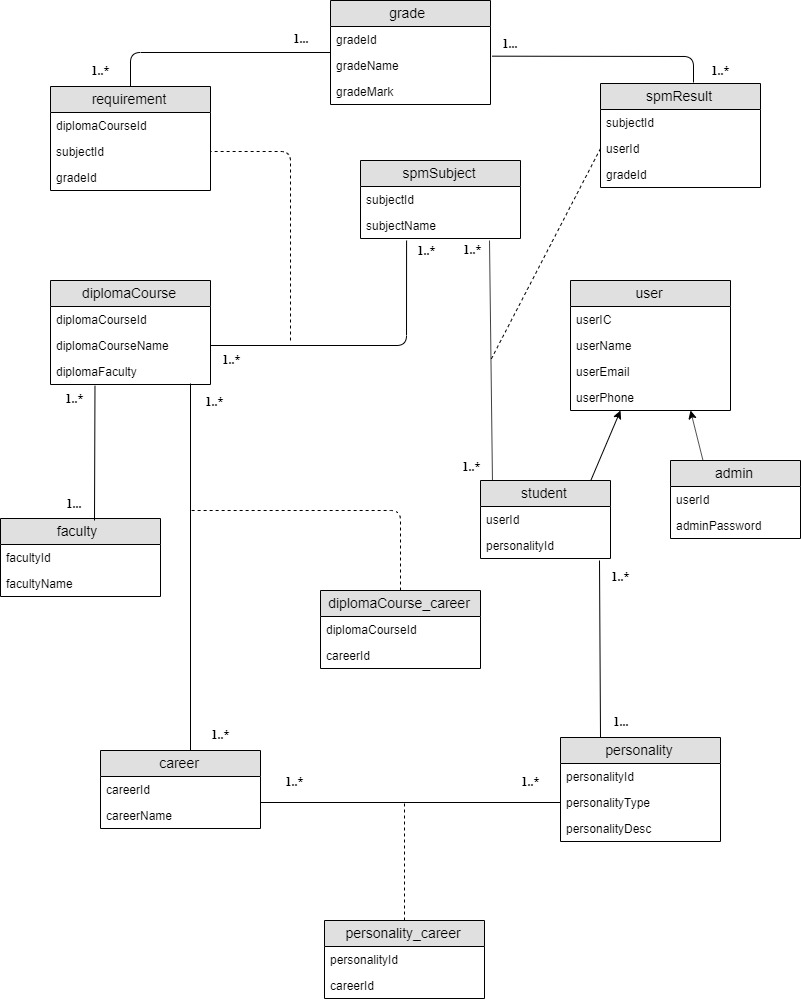 grade
gradeId
gradeName
gradeMark
1...
1...
1..*
1..*
requirement
diplomaCourseId
subjectId
gradeId
spmResult
subjectId
userId
gradeId
spmSubject
subjectId
subjectName
1..*
1..*
diplomaCourse
diplomaCourseId
diplomaCourseName
diplomaFaculty
1..*
1..*
1..*
user
userIC
userName
userEmail
userPhone
1..*
student
userId
personalityId
admin
userId
adminPassword
1...
faculty
facultyId
facultyName
1..*
diplomaCourse_career
diplomaCourseId
careerId
1..*
1...
career
careerId
careerName
1..*
1..*
personality
personalityId
personalityType
personalityDesc
personality_career
personalityId
careerId